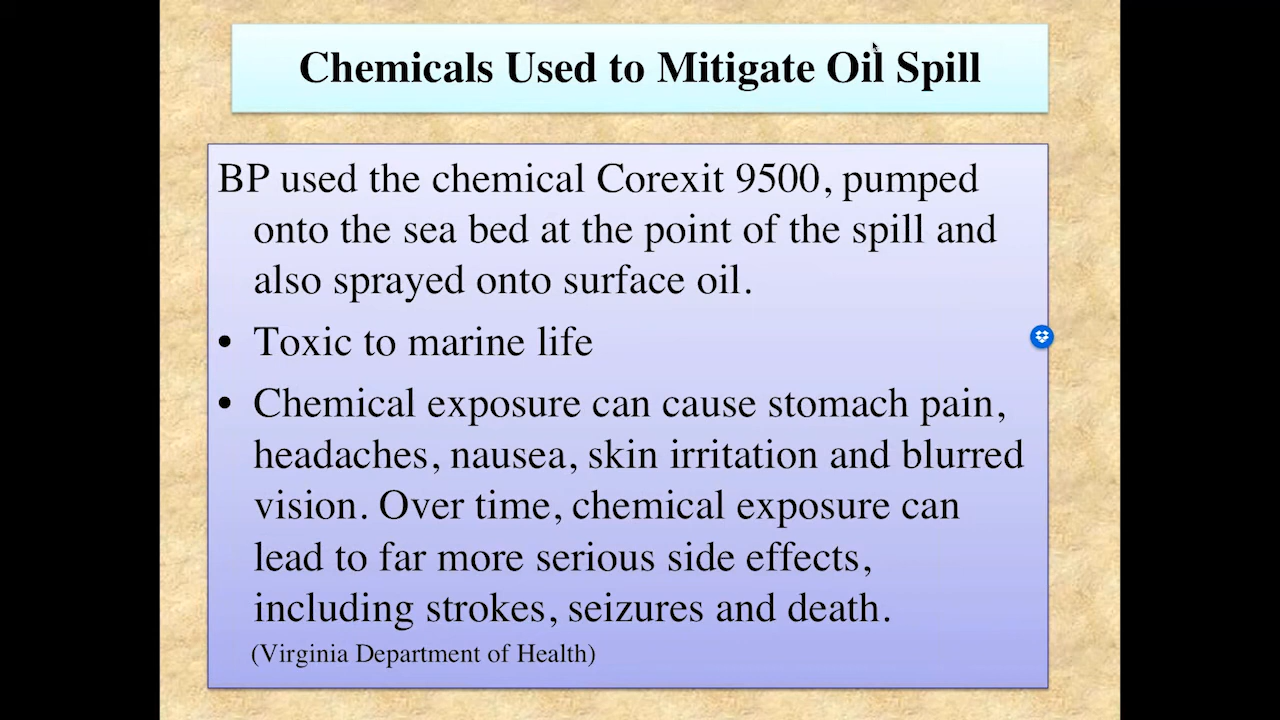 Chemicals Used to Mitigate Oil Spill
BP used the chemical Corexit 9500, pumped
onto the sea bed at the point of the spill and
also sprayed onto surface oil.
• Toxic to marine life
• Chemical exposure can cause stomach pain,
headaches, nausea, skin irritation and blurred
vision. Over time, chemical exposure can
lead to far more serious side effects,
including strokes, seizures and death.
(Virginia Department of Health)